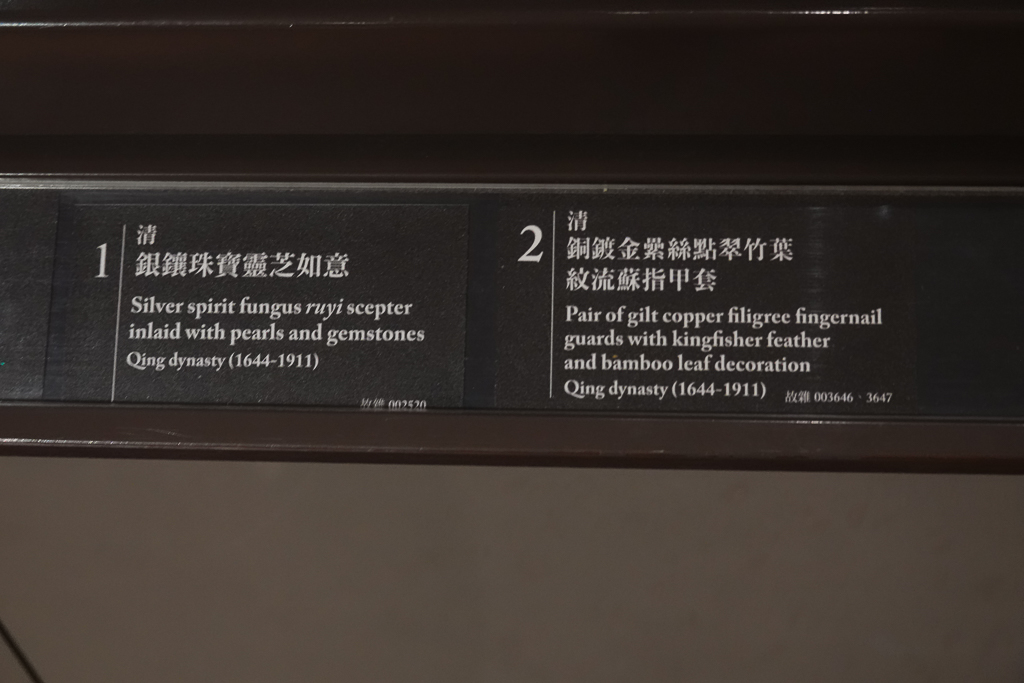 1
清
銀鑲珠寶靈芝如意
Silver spirit fungus ruyi scepter
inlaid with pearls and gemstones
Qing dynasty (1644-1911)
故雜 002520
2
清
銅鍍金纍絲點翠竹葉
紋流蘇指甲套
Pair of gilt copper filigree fingernail
guards with kingfisher feather
and bamboo leaf decoration
Qing dynasty (1644-1911)
故雜 003646、3647